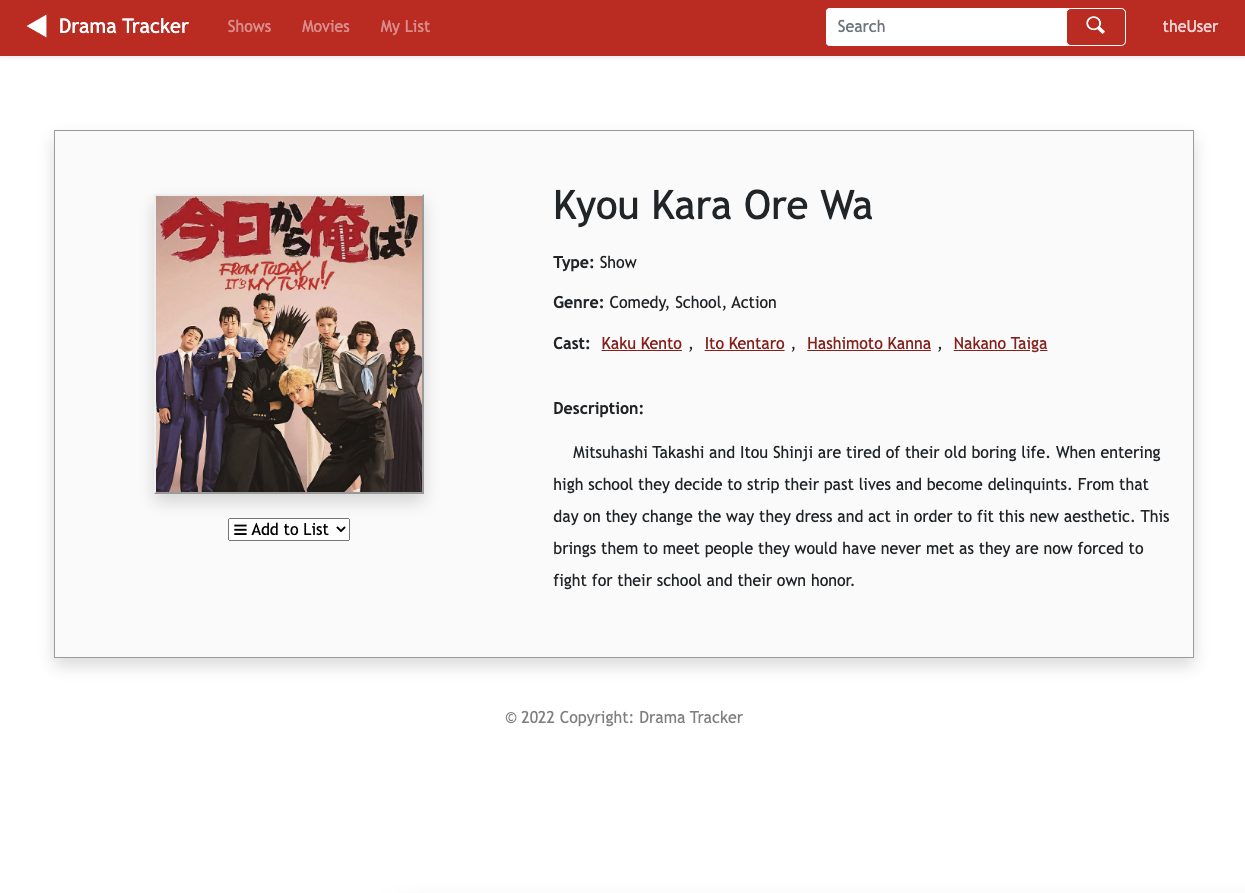 Drama Tracker Shows Movies My List Search theUser
今日から俺は!!
FROM TODAY
IT'S MY TURN!
≡ Add to List
Kyou Kara Ore Wa
Type: Show
Genre: Comedy, School, Action
Cast: Kaku Kento , Ito Kentaro , Hashimoto Kanna , Nakano Taiga
Description:
Mitsuhashi Takashi and Itou Shinji are tired of their old boring life. When entering
high school they decide to strip their past lives and become delinquints. From that
day on they change the way they dress and act in order to fit this new aesthetic. This
brings them to meet people they would have never met as they are now forced to
fight for their school and their own honor.
© 2022 Copyright: Drama Tracker